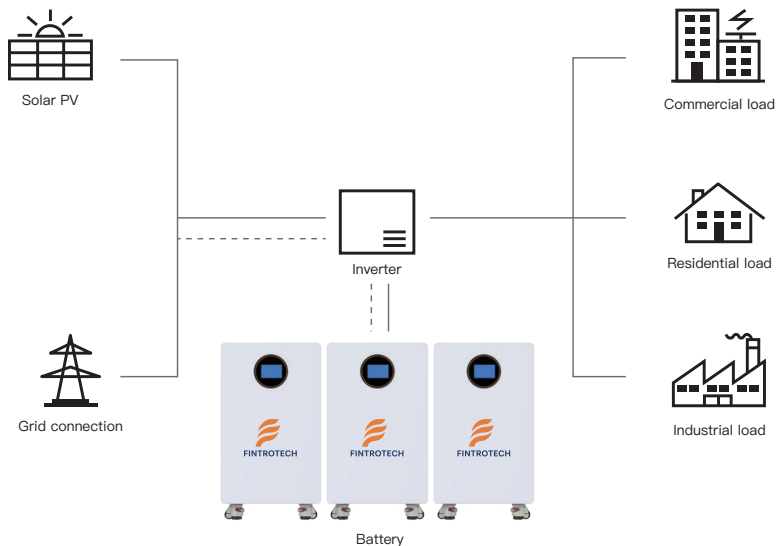 Solar PV
Commercial load
Inverter
Residential load
Grid connection
Industrial load
FINTROTECH
FINTROTECH
FINTROTECH
Battery